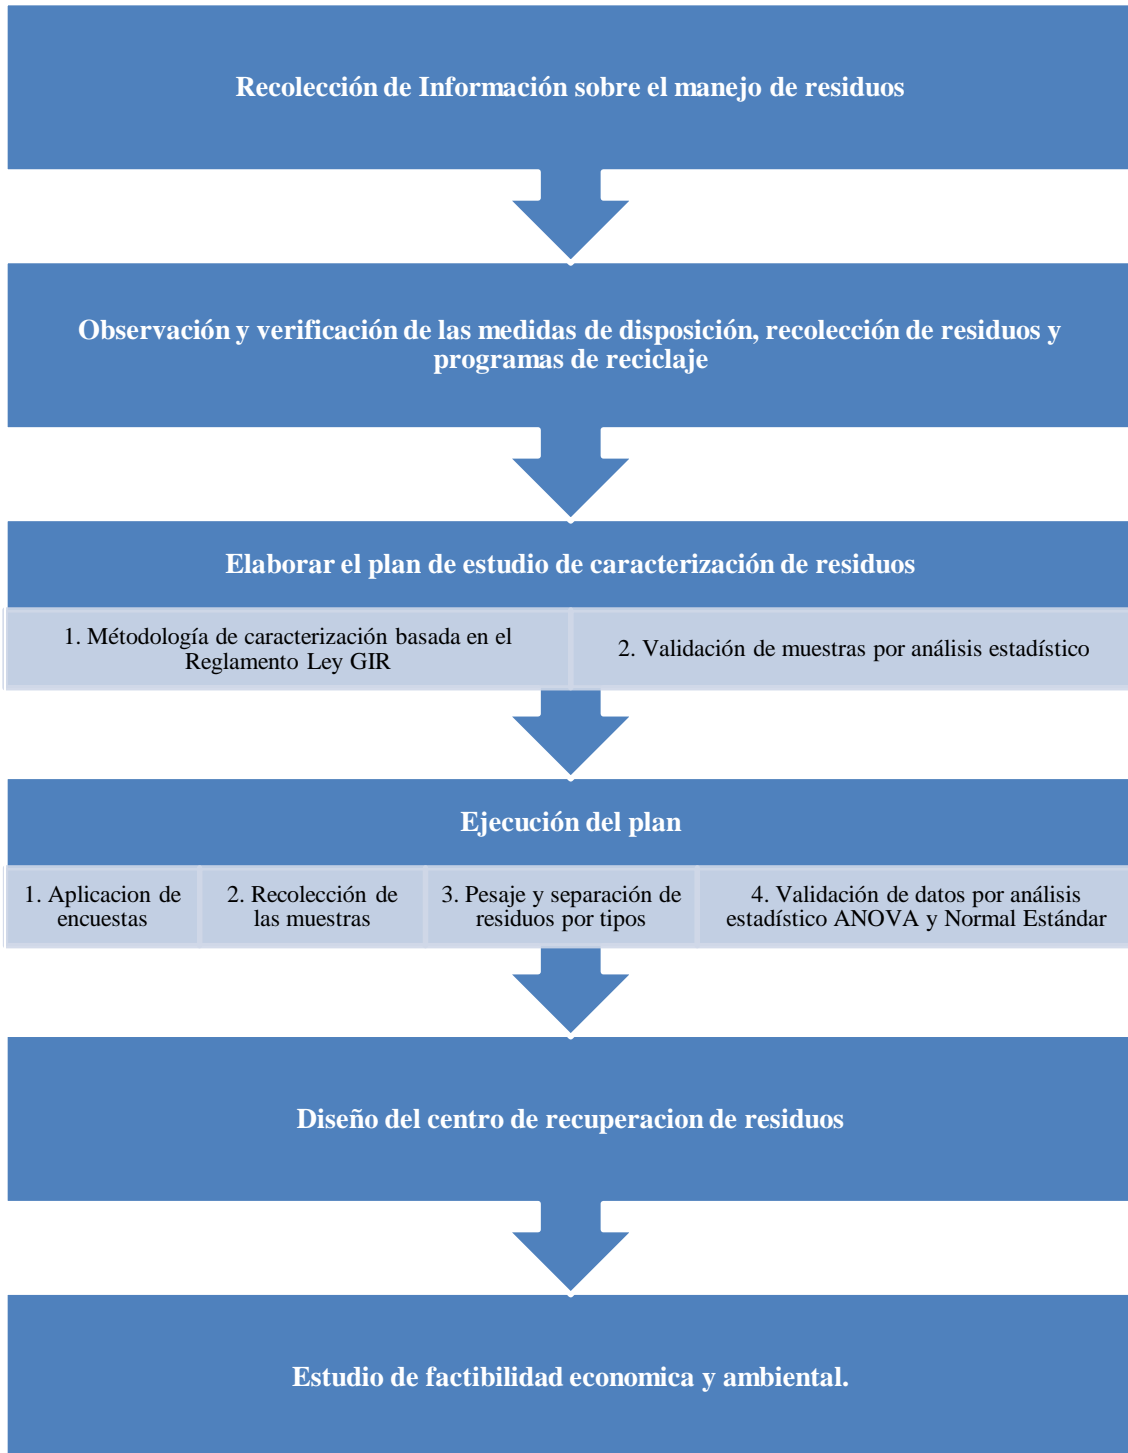 Recolección de Información sobre el manejo de residuos
Observación y verificación de las medidas de disposición, recolección de residuos y
programas de reciclaje
Elaborar el plan de estudio de caracterización de residuos
1. Métodología de caracterización basada en el
Reglamento Ley GIR
2. Validación de muestras por análisis estadístico
Ejecución del plan
1. Aplicacion de
encuestas
2. Recolección de
las muestras
3. Pesaje y separación de
residuos por tipos
4. Validación de datos por análisis
estadístico ANOVA y Normal Estándar
Diseño del centro de recuperacion de residuos
Estudio de factibilidad economica y ambiental.